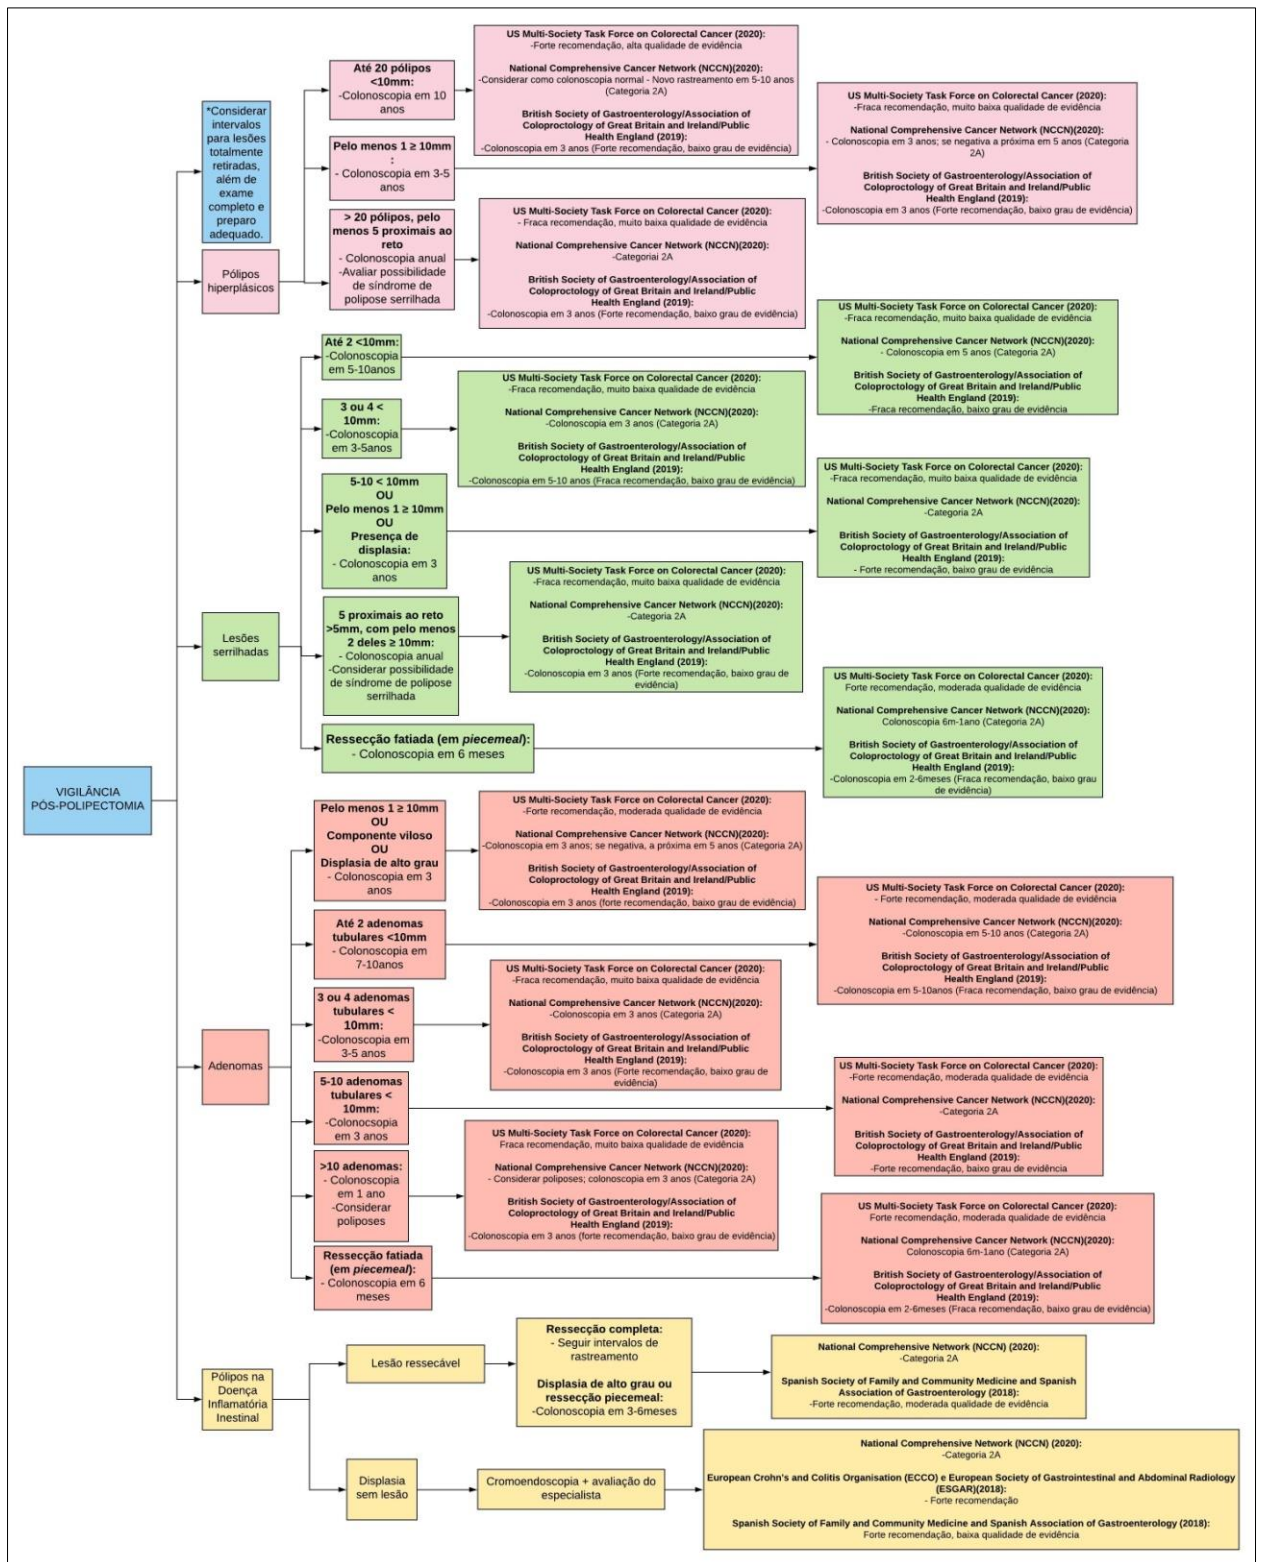 VIGILÂNCIA
PÓS-POLIPECTOMIA
*Considerar
intervalos
para lesões
totalmente
retiradas,
além de
exame
completo e
preparo
adequado.
Pólipos
hiperplásicos
Até 20 pólipos
<10mm:
-Colonoscopia em 10
anos
US Multi-Society Task Force on Colorectal Cancer (2020):
-Forte recomendação, alta qualidade de evidência
National Comprehensive Cancer Network (NCCN)(2020):
-Considerar como colonoscopia normal - Novo rastreamento em 5-10 anos
(Categoria 2A)
British Society of Gastroenterology/Association of
Coloproctology of Great Britain and Ireland/Public
Health England (2019):
-Colonoscopia em 3 anos (Forte recomendação, baixo grau de evidência)
Pelo menos 1 ≥ 10mm
:
- Colonoscopia em 3-5
anos
US Multi-Society Task Force on Colorectal Cancer (2020):
-Fraca recomendação, muito baixa qualidade de evidência
National Comprehensive Cancer Network (NCCN)(2020):
- Colonoscopia em 3 anos; se negativa a próxima em 5 anos (Categoria
2A)
British Society of Gastroenterology/Association of
Coloproctology of Great Britain and Ireland/Public
Health England (2019):
-Colonoscopia em 3 anos (Forte recomendação, baixo grau de evidência)
> 20 pólipos, pelo
menos 5 proximais ao
reto
- Colonoscopia anual
-Avaliar possibilidade
de síndrome de
polipose serrilhada
US Multi-Society Task Force on Colorectal Cancer (2020):
- Fraca recomendação, muito baixa qualidade de evidência
National Comprehensive Cancer Network (NCCN)(2020):
-Categoriai 2A
British Society of Gastroenterology/Association of
Coloproctology of Great Britain and Ireland/Public
Health England (2019):
-Colonoscopia em 3 anos (Forte recomendação, baixo grau de evidência)
Lesões
serrilhadas
Até 2 <10mm:
-Colonoscopia
em 5-10anos
US Multi-Society Task Force on Colorectal Cancer (2020):
-Fraca recomendação, muito baixa qualidade de evidência
National Comprehensive Cancer Network (NCCN)(2020):
- Colonoscopia em 5 anos (Categoria 2A)
British Society of Gastroenterology/Association of
Coloproctology of Great Britain and Ireland/Public
Health England (2019):
-Fraca recomendação, baixo grau de evidência
3 ou 4 <
10mm:
-Colonoscopia
em 3-5anos
US Multi-Society Task Force on Colorectal Cancer (2020):
-Fraca recomendação, muito baixa qualidade de evidência
National Comprehensive Cancer Network (NCCN)(2020):
-Colonoscopia em 3 anos (Categoria 2A)
British Society of Gastroenterology/Association of
Coloproctology of Great Britain and Ireland/Public
Health England (2019):
-Colonoscopia em 5-10 anos (Fraca recomendação, baixo grau de evidência)
5-10 < 10mm
OU
Pelo menos 1 ≥ 10mm
OU
Presença de
displasia:
- Colonoscopia em 3
anos
US Multi-Society Task Force on Colorectal Cancer (2020):
-Fraca recomendação, muito baixa qualidade de evidência
National Comprehensive Cancer Network (NCCN)(2020):
-Categoria 2A
British Society of Gastroenterology/Association of
Coloproctology of Great Britain and Ireland/Public
Health England (2019):
- Forte recomendação, baixo grau de evidência
5 proximais ao reto
>5mm, com pelo menos
2 deles ≥ 10mm:
- Colonoscopia anual
-Considerar possibilidade
de síndrome de polipose
serrilhada
US Multi-Society Task Force on Colorectal Cancer (2020):
-Fraca recomendação, muito baixa qualidade de evidência
National Comprehensive Cancer Network (NCCN)(2020):
-Categoria 2A
British Society of Gastroenterology/Association of
Coloproctology of Great Britain and Ireland/Public
Health England (2019):
-Colonoscopia em 3 anos (Forte recomendação, baixo grau de
evidência)
Ressecção fatiada (em piecemeal):
- Colonoscopia em 6 meses
US Multi-Society Task Force on Colorectal Cancer (2020):
Forte recomendação, moderada qualidade de evidência
National Comprehensive Cancer Network (NCCN)(2020):
Colonoscopia 6m-1ano (Categoria 2A)
British Society of Gastroenterology/Association of
Coloproctology of Great Britain and Ireland/Public
Health England (2019):
-Colonoscopia em 2-6meses (Fraca recomendação, baixo grau
de evidência)
Adenomas
Pelo menos 1 ≥ 10mm
OU
Componente viloso
OU
Displasia de alto grau
- Colonoscopia em 3
anos
US Multi-Society Task Force on Colorectal Cancer (2020):
-Forte recomendação, moderada qualidade de evidência
National Comprehensive Cancer Network (NCCN)(2020):
-Colonoscopia em 3 anos; se negativa, a próxima em 5 anos (Categoria 2A)
British Society of Gastroenterology/Association of
Coloproctology of Great Britain and Ireland/Public
Health England (2019):
-Colonoscopia em 3 anos (forte recomendação, baixo grau de evidência)
Até 2 adenomas
tubulares <10mm
- Colonoscopia em
7-10anos
US Multi-Society Task Force on Colorectal Cancer (2020):
- Forte recomendação, moderada qualidade de evidência
National Comprehensive Cancer Network (NCCN)(2020):
-Colonoscopia em 5-10 anos (Categoria 2A)
British Society of Gastroenterology/Association of
Coloproctology of Great Britain and Ireland/Public
Health England (2019):
-Colonoscopia em 5-10anos (Fraca recomendação, baixo grau de evidência)
3 ou 4 adenomas
tubulares <
10mm:
-Colonoscopia em
3-5 anos
US Multi-Society Task Force on Colorectal Cancer (2020):
-Fraca recomendação, muito baixa qualidade de evidência
National Comprehensive Cancer Network (NCCN)(2020):
-Colonoscopia em 3 anos (Categoria 2A)
British Society of Gastroenterology/Association of
Coloproctology of Great Britain and Ireland/Public
Health England (2019):
-Colonoscopia em 3 anos (Forte recomendação, baixo grau de
evidência)
5-10 adenomas
tubulares <
10mm:
-Colonocsopia
em 3 anos
US Multi-Society Task Force on Colorectal Cancer (2020):
-Forte recomendação, moderada qualidade de evidência
National Comprehensive Cancer Network (NCCN)(2020):
-Categoria 2A
British Society of Gastroenterology/Association of
Coloproctology of Great Britain and Ireland/Public
Health England (2019):
-Forte recomendação, baixo grau de evidência
>10 adenomas:
- Colonoscopia
em 1 ano
-Considerar
poliposes
US Multi-Society Task Force on Colorectal Cancer (2020):
Fraca recomendação, muito baixa qualidade de evidência
National Comprehensive Cancer Network (NCCN)(2020):
- Considerar poliposes; colonoscopia em 3 anos (Categoria 2A)
British Society of Gastroenterology/Association of
Coloproctology of Great Britain and Ireland/Public
Health England (2019):
-Colonoscopia em 3 anos (forte recomendação, baixo grau de evidência)
Ressecção fatiada
(em piecemeal):
- Colonoscopia em 6
meses
US Multi-Society Task Force on Colorectal Cancer (2020):
Forte recomendação, moderada qualidade de evidência
National Comprehensive Cancer Network (NCCN)(2020):
Colonoscopia 6m-1ano (Categoria 2A)
British Society of Gastroenterology/Association of
Coloproctology of Great Britain and Ireland/Public
Health England (2019):
-Colonoscopia em 2-6meses (Fraca recomendação, baixo grau de evidência)
Pólipos na
Doença
Inflamatória
Inestinal
Lesão ressecável
Ressecção completa:
- Seguir intervalos de
rastreamento
Displasia de alto grau ou
ressecção piecemeal:
-Colonoscopia em 3-6meses
National Comprehensive Network (NCCN) (2020):
-Categoria 2A
Spanish Society of Family and Community Medicine and Spanish
Association of Gastroenterology (2018):
-Forte recomendação, moderada qualidade de evidência
Displasia
sem lesão
Cromoendoscopia + avaliação do
especialista
National Comprehensive Network (NCCN) (2020):
-Categoria 2A
European Crohn's and Colitis Organisation (ECCO) e European Society of Gastrointestinal and Abdominal Radiology
(ESGAR)(2018):
- Forte recomendação
Spanish Society of Family and Community Medicine and Spanish Association of Gastroenterology (2018):
Forte recomendação, baixa qualidade de evidência